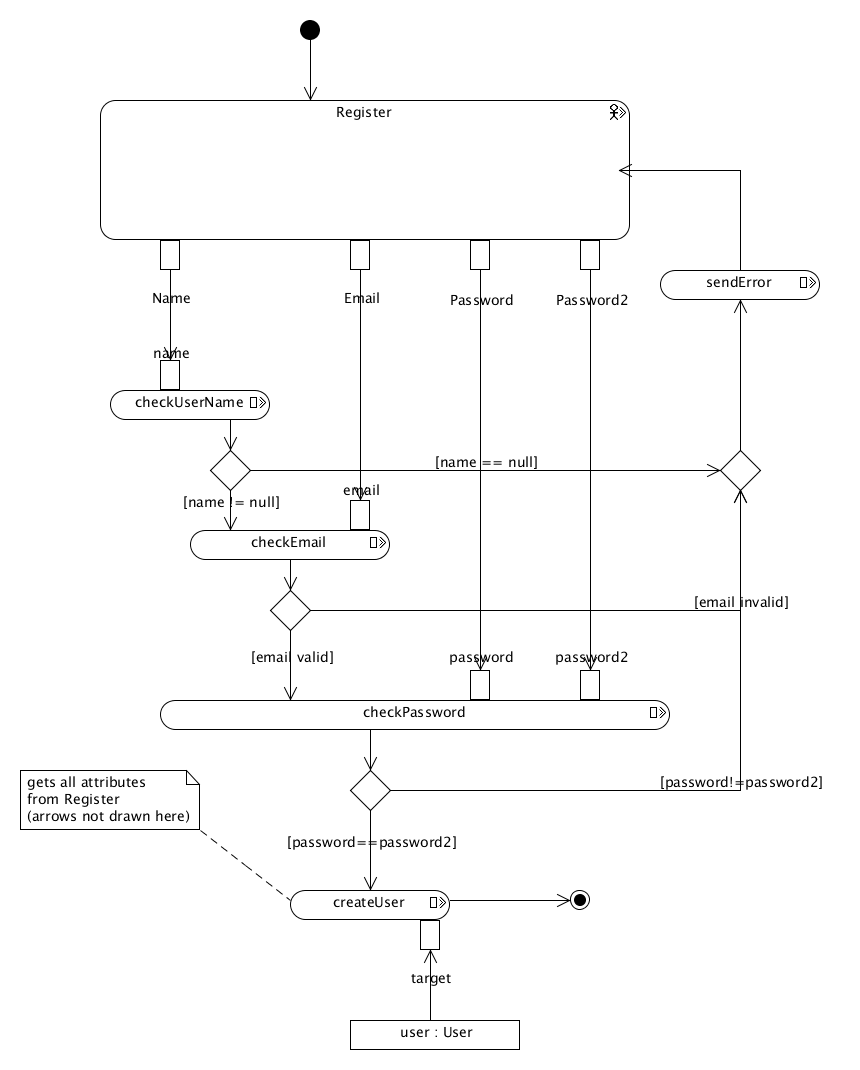 Register
sendError
Name
Email
Password
Password2
name
checkUserName
[name == null]
email
[name != null]
checkEmail
[email invalid]
[email valid]
password
password2
checkPassword
gets all attributes
from Register
(arrows not drawn here)
[password!=password2]
[password==password2]
createUser
target
user : User